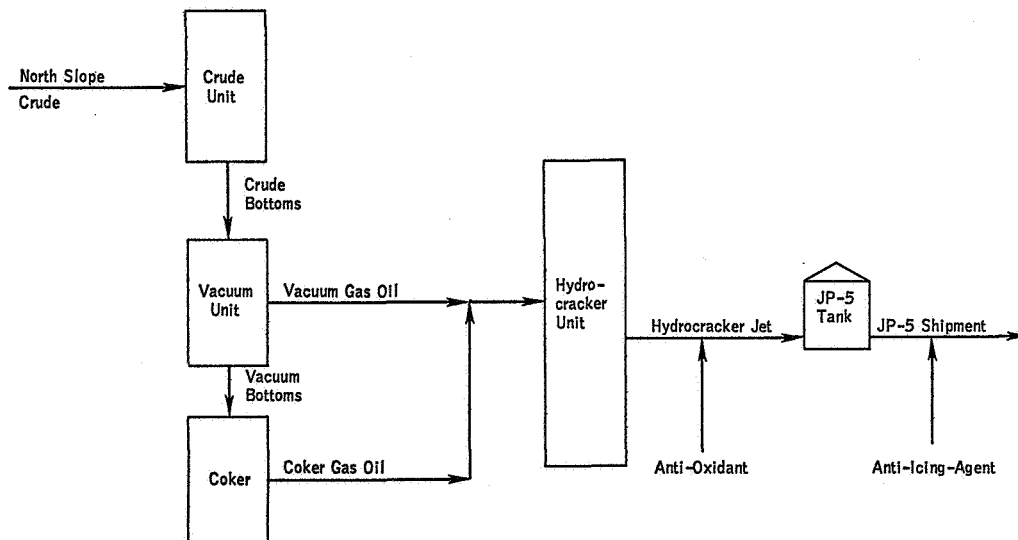 North Slope
Crude
Crude
Unit
Crude
Bottoms
Vacuum
Unit
Vacuum Gas Oil
Vacuum
Bottoms
Coker
Coker Gas Oil
Hydro-
cracker
Unit
Hydrocracker Jet
Anti-Oxidant
JP-5
Tank
JP-5 Shipment
Anti-Icing-Agent